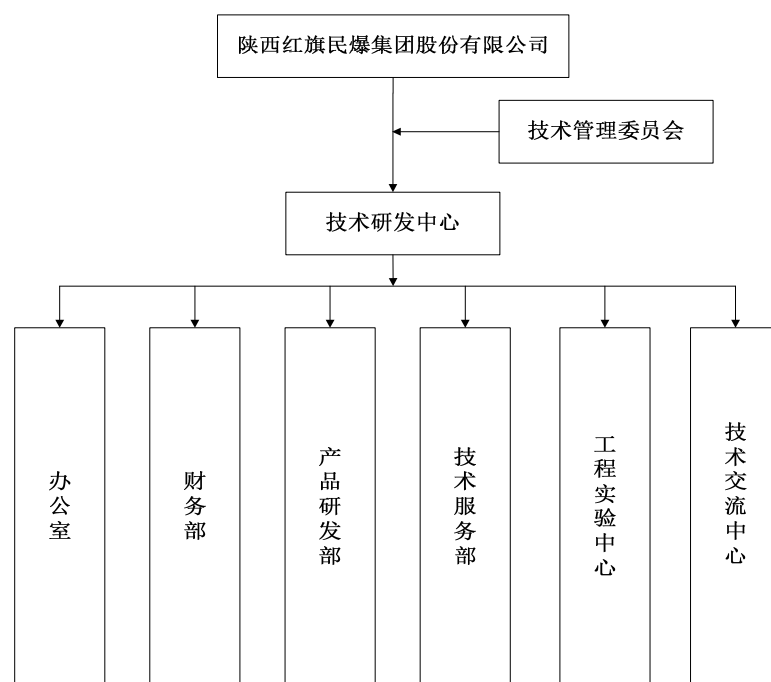 陕西红旗民爆集团股份有限公司
技术管理委员会
技术研发中心
办公室
财务部
产品研发部
技术服务部
工程实验中心
技术交流中心